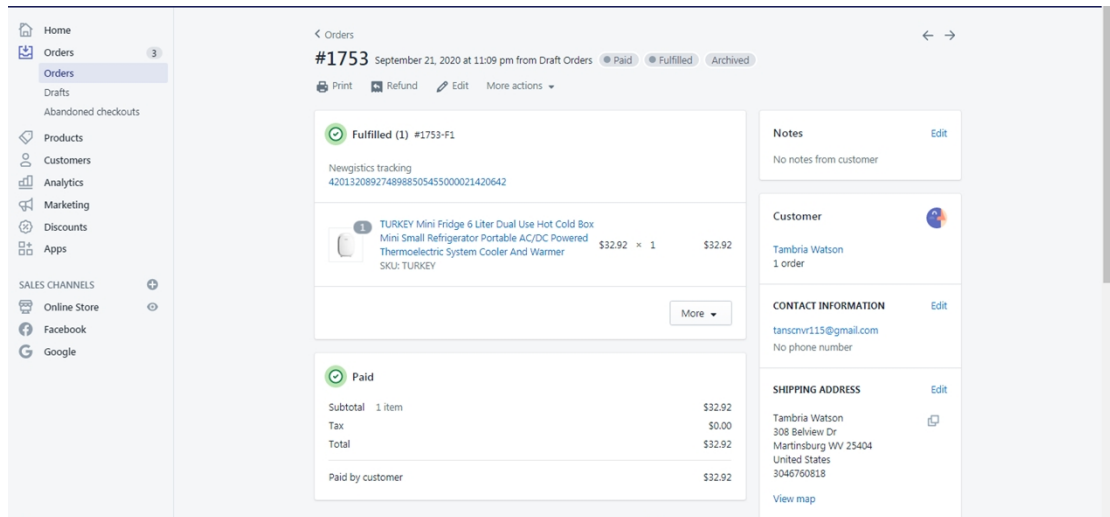 Home
Orders 3
Orders
Drafts
Abandoned checkouts
Products
Customers
Analytics
Marketing
Discounts
Apps
SALES CHANNELS
Online Store
Facebook
Google
Orders
#1753 September 21, 2020 at 11:09 pm from Draft Orders Paid Fulfilled Archived
Print Refund Edit More actions
Fulfilled (1) #1753-F1
Newgistics tracking
4201320892748988505455000021420642
1
TURKEY Mini Fridge 6 Liter Dual Use Hot Cold Box
Mini Small Refrigerator Portable AC/DC Powered
Thermoelectric System Cooler And Warmer
SKU: TURKEY
$32.92 × 1 $32.92
More
Paid
Subtotal 1 item $32.92
Tax $0.00
Total $32.92
Paid by customer $32.92
Notes Edit
No notes from customer
Customer
Tambria Watson
1 order
CONTACT INFORMATION Edit
tanscnvr115@gmail.com
No phone number
SHIPPING ADDRESS Edit
Tambria Watson
308 Belview Dr
Martinsburg WV 25404
United States
3046760818
View map